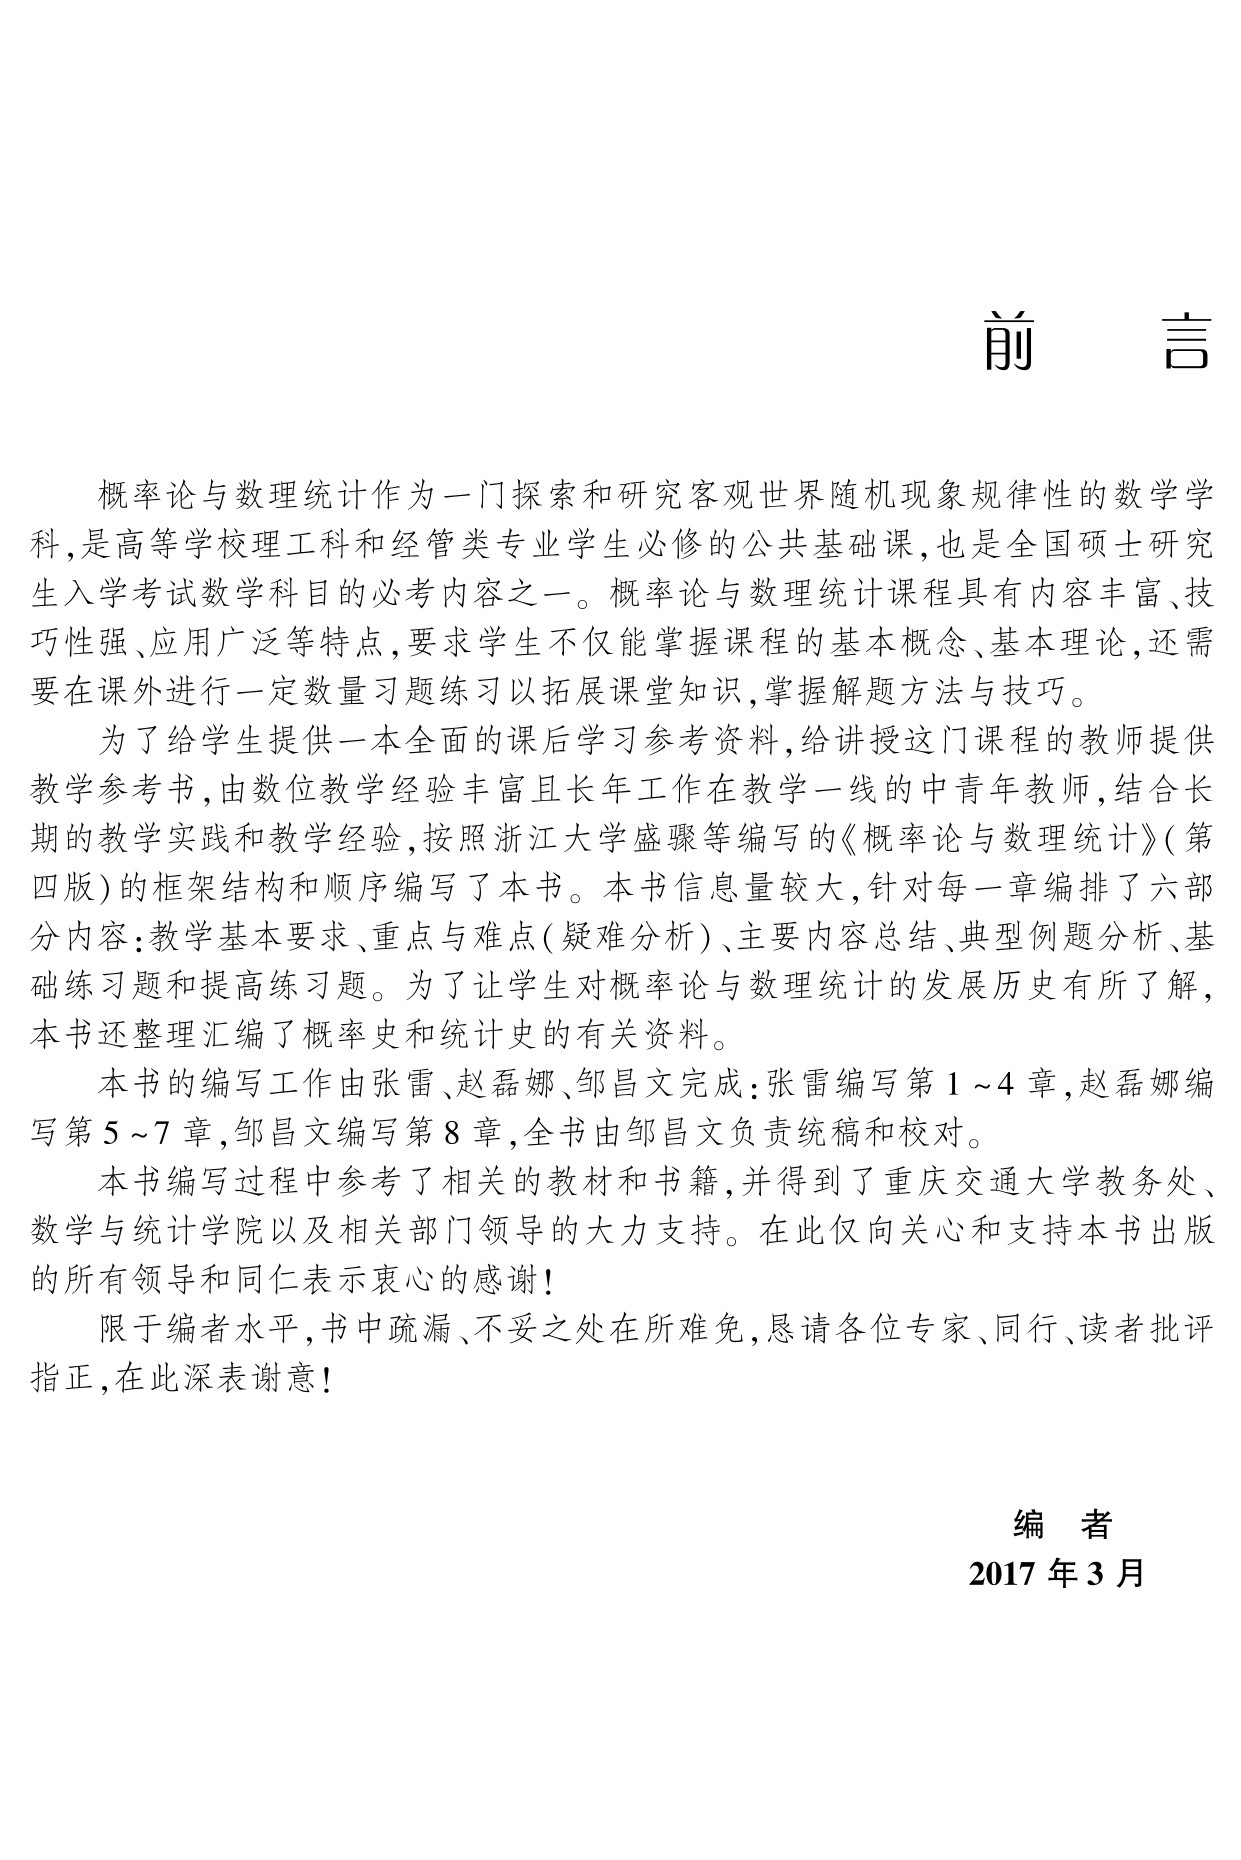 前 言
概率论与数理统计作为一门探索和研究客观世界随机现象规律性的数学学
科,是高等学校理工科和经管类专业学生必修的公共基础课,也是全国硕士研究
生入学考试数学科目的必考内容之一。概率论与数理统计课程具有内容丰富、技
巧性强、应用广泛等特点,要求学生不仅能掌握课程的基本概念、基本理论,还需
要在课外进行一定数量习题练习以拓展课堂知识,掌握解题方法与技巧。
为了给学生提供一本全面的课后学习参考资料,给讲授这门课程的教师提供
教学参考书,由数位教学经验丰富且长年工作在教学一线的中青年教师,结合长
期的教学实践和教学经验,按照浙江大学盛骤等编写的《概率论与数理统计》(第
四版)的框架结构和顺序编写了本书。本书信息量较大,针对每一章编排了六部
分内容:教学基本要求、重点与难点(疑难分析)、主要内容总结、典型例题分析、基
础练习题和提高练习题。为了让学生对概率论与数理统计的发展历史有所了解,
本书还整理汇编了概率史和统计史的有关资料。
本书的编写工作由张雷、赵磊娜、邹昌文完成:张雷编写第 1 ~ 4 章,赵磊娜编
写第 5 ~ 7 章,邹昌文编写第 8 章,全书由邹昌文负责统稿和校对。
本书编写过程中参考了相关的教材和书籍,并得到了重庆交通大学教务处、
数学与统计学院以及相关部门领导的大力支持。在此仅向关心和支持本书出版
的所有领导和同仁表示衷心的感谢!
限于编者水平,书中疏漏、不妥之处在所难免,恳请各位专家、同行、读者批评
指正,在此深表谢意!
编 者
2017 年 3 月